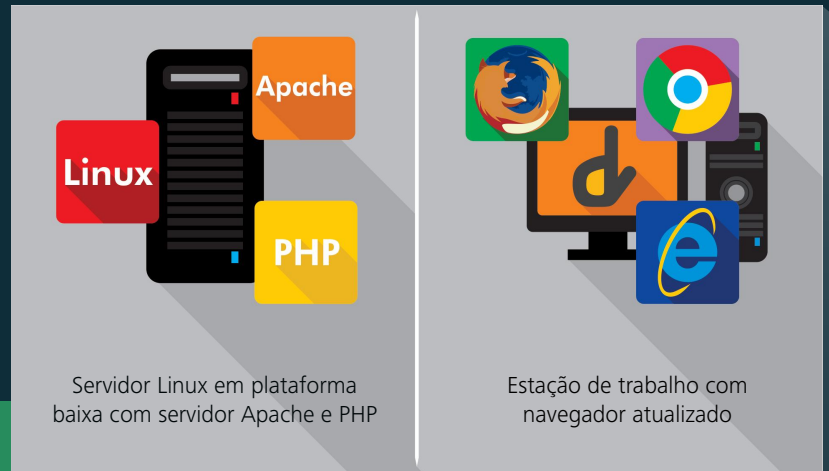 Apache
Linux
PHP
Servidor Linux em plataforma
baixa com servidor Apache e PHP
Estação de trabalho com
navegador atualizado